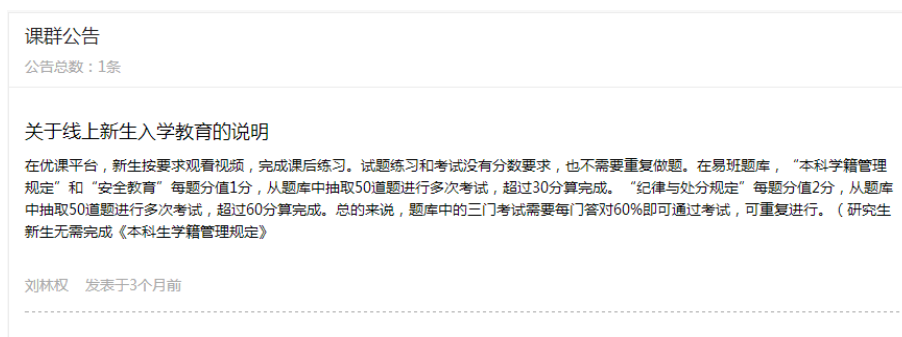 课群公告
公告总数：1条
关于线上新生入学教育的说明
在优课平台，新生按要求观看视频，完成课后练习。试题练习和考试没有分数要求，也不需要重复做题。在易班题库，“本科学籍管理
规定”和“安全教育”每题分值1分，从题库中抽取50道题进行多次考试，超过30分算完成。“纪律与处分规定”每题分值2分，从题库
中抽取50道题进行多次考试，超过60分算完成。总的来说，题库中的三门考试需要每门答对60%即可通过考试，可重复进行。（研究生
新生无需完成《本科生学籍管理规定》
刘林权 发表于3个月前